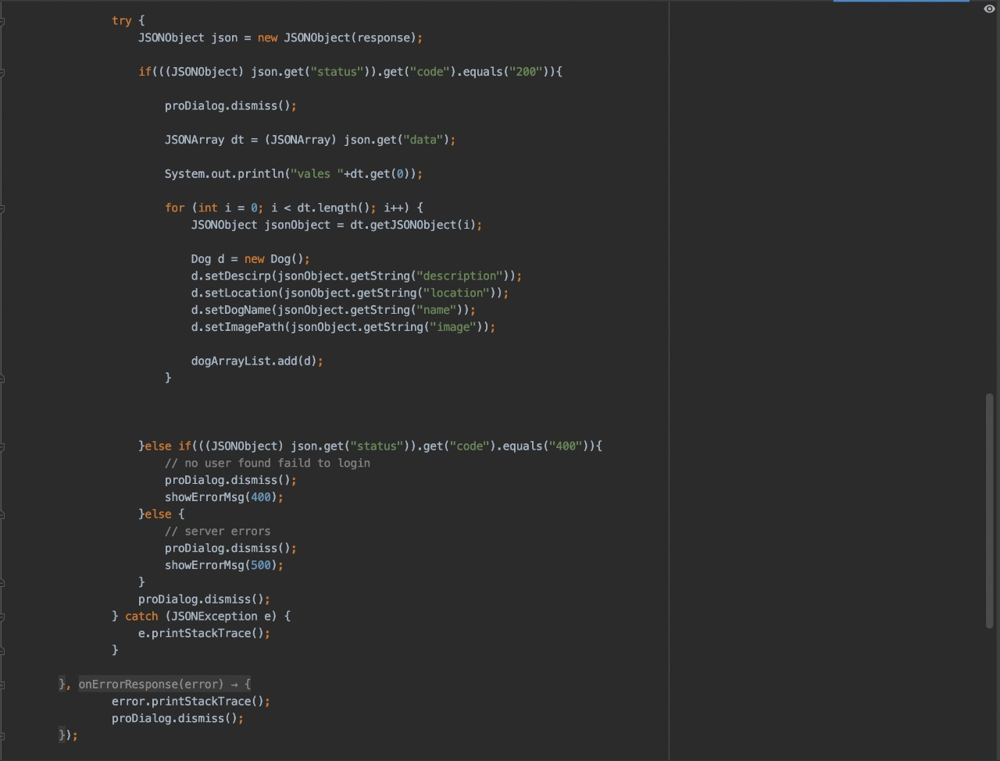 try {
JSONObject json = new JSONObject(response);
if(((JSONObject) json.get("status")).get("code").equals("200")){
proDialog.dismiss();
JSONArray dt = (JSONArray) json.get("data");
System.out.println("vales "+dt.get(0));
for (int i = 0; i < dt.length(); i++) {
JSONObject jsonObject = dt.getJSONObject(i);
Dog d = new Dog();
d.setDescirp(jsonObject.getString("description"));
d.setLocation(jsonObject.getString("location"));
d.setDogName(jsonObject.getString("name"));
d.setImagePath(jsonObject.getString("image"));
dogArrayList.add(d);
}
}else if(((JSONObject) json.get("status")).get("code").equals("400")){
// no user found faild to login
proDialog.dismiss();
showErrorMsg(400);
}else {
// server errors
proDialog.dismiss();
showErrorMsg(500);
}
proDialog.dismiss();
} catch (JSONException e) {
e.printStackTrace();
}
}, onErrorResponse(error) → {
error.printStackTrace();
proDialog.dismiss();
});